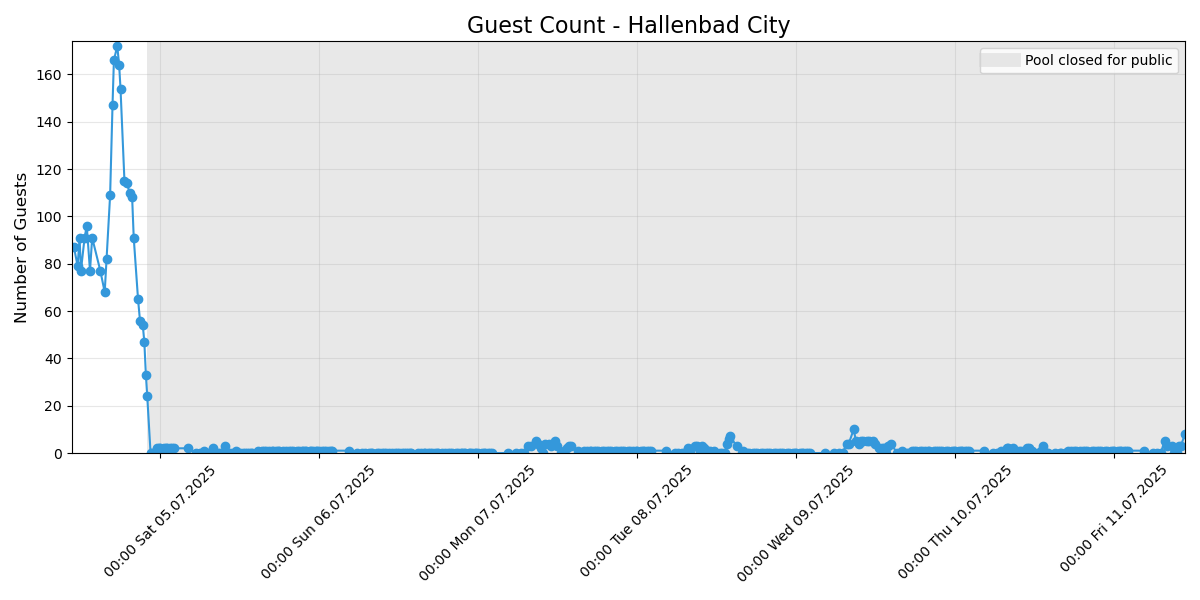 Guest Count - Hallenbad City
Pool closed for public
Number of Guests
160
140
120
100
80
60
40
20
0
00:00 Sat 05.07.2025
00:00 Sun 06.07.2025
00:00 Mon 07.07.2025
00:00 Tue 08.07.2025
00:00 Wed 09.07.2025
00:00 Thu 10.07.2025
00:00 Fri 11.07.2025